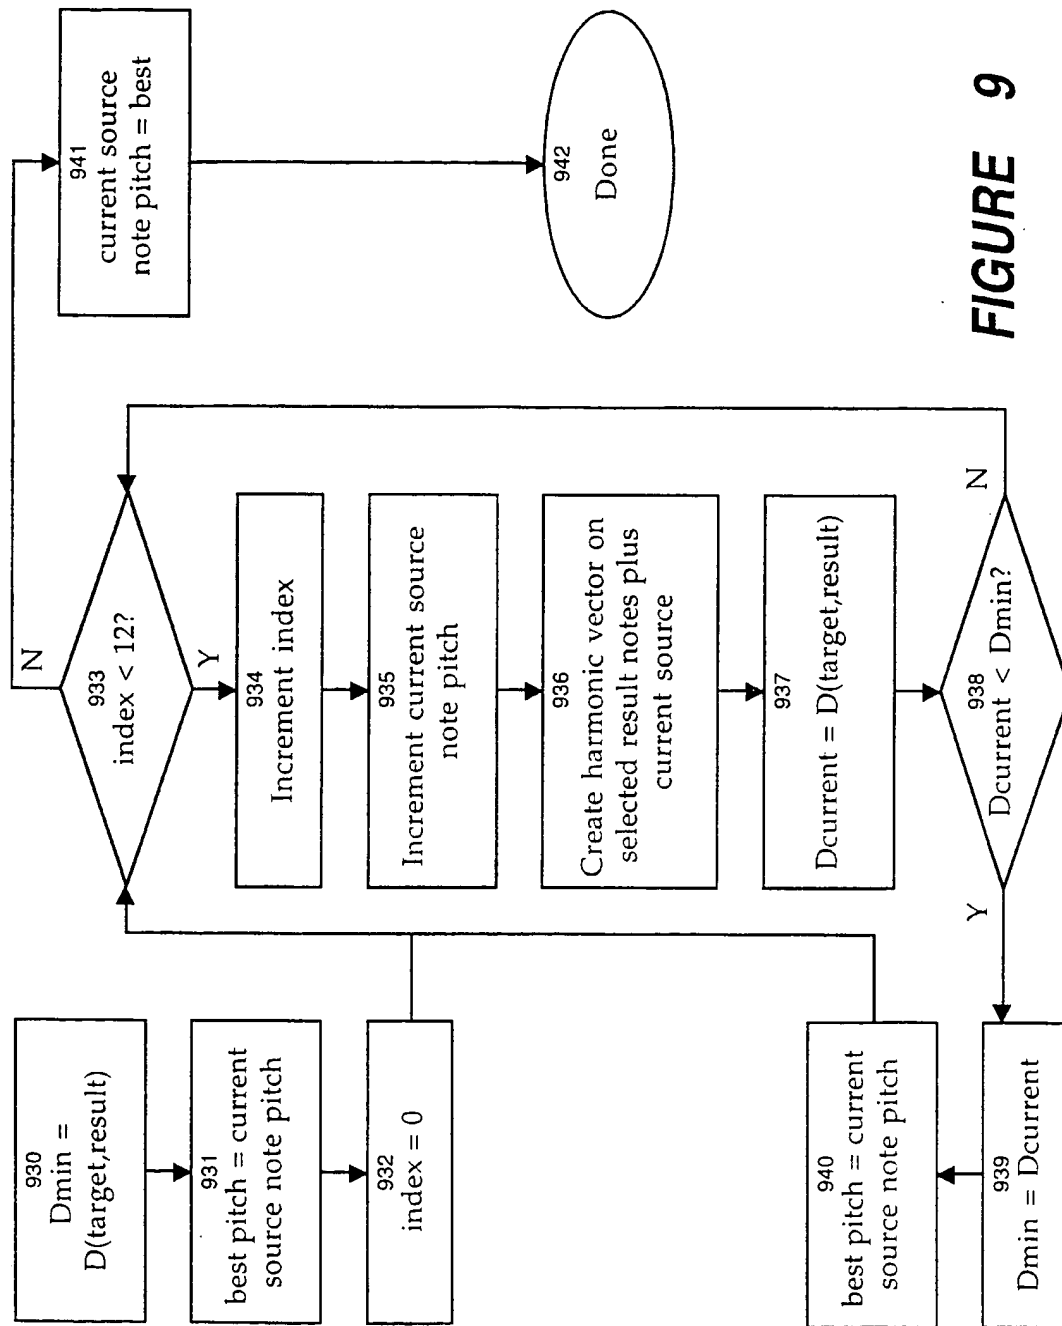 930
Dmin =
D(target,result)
931
best pitch = current
source note pitch
932
index = 0
933
index < 12?
N
Y
934
Increment index
935
Increment current source
note pitch
936
Create harmonic vector on
selected result notes plus
current source
937
Dcurrent = D(target,result)
938
Dcurrent < Dmin?
Y
N
939
Dmin = Dcurrent
940
best pitch = current
source note pitch
941
current source
note pitch = best
942
Done
FIGURE 9